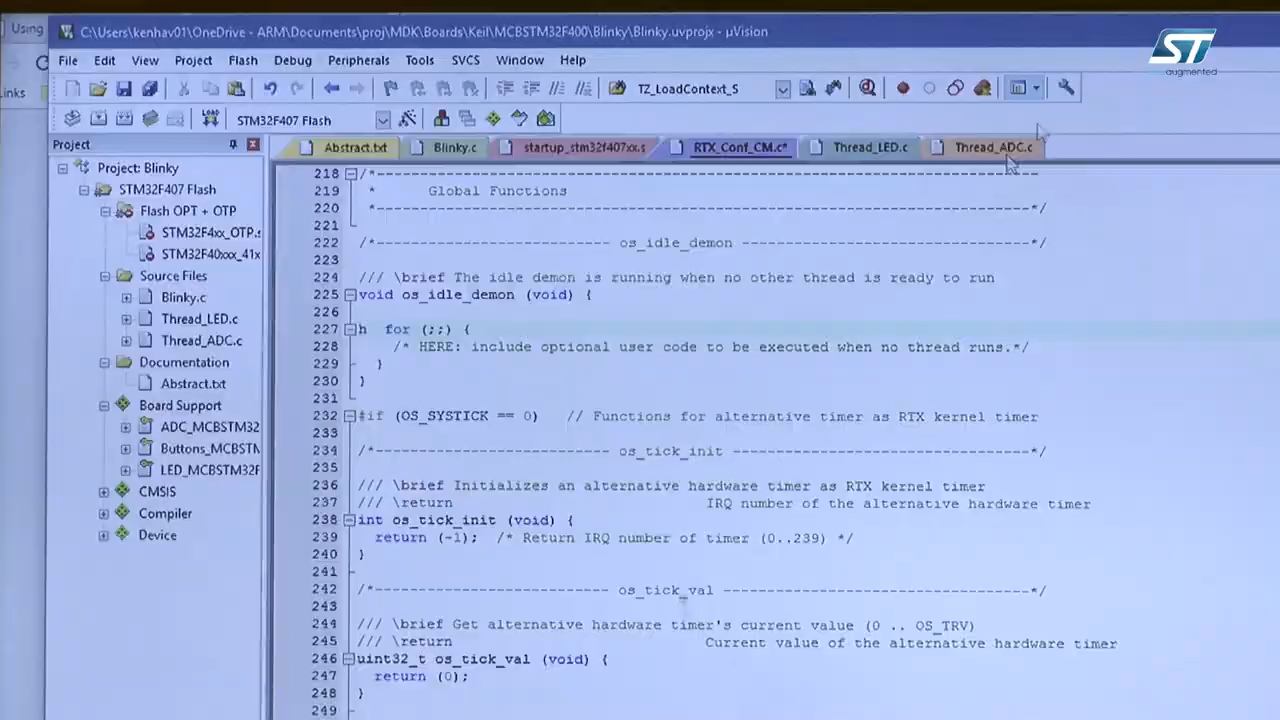 Using
C:\Users\kenhav01\OneDrive - ARM\Documents\proj\MDK\Boards\Keil\MCBSTM32F400\Blinky\Blinky.uvprojx - µVision
ST
augmented
File Edit View Project Flash Debug Peripherals Tools SVCS Window Help
Links
TZ_LoadContext_S
STM32F407 Flash
Project
Abstract.txt Blinky.c startup_stm32f407xx.s RTX_Conf_CM.c* Thread_LED.c Thread_ADC.c
Project: Blinky
STM32F407 Flash
Flash OPT + OTP
STM32F4xx_OTP.s
STM32F40xxx_41x
Source Files
Blinky.c
Thread_LED.c
Thread_ADC.c
Documentation
Abstract.txt
Board Support
ADC_MCBSTM32
Buttons_MCBSTM
LED_MCBSTM32F
CMSIS
Compiler
Device
218 /*-----------------------------------------------------------------------------
219 * Global Functions
220 *----------------------------------------------------------------------------*/
221
222 /*--------------------------- os_idle_demon ---------------------------------*/
223
224 /// \brief The idle demon is running when no other thread is ready to run
225 void os_idle_demon (void) {
226
227 h for (;;) {
228 /* HERE: include optional user code to be executed when no thread runs.*/
229 }
230 }
231
232 #if (OS_SYSTICK == 0) // Functions for alternative timer as RTX kernel timer
233
234 /*--------------------------- os_tick_init ----------------------------------*/
235
236 /// \brief Initializes an alternative hardware timer as RTX kernel timer
237 /// \return IRQ number of the alternative hardware timer
238 int os_tick_init (void) {
239 return (-1); /* Return IRQ number of timer (0..239) */
240 }
241
242 /*--------------------------- os_tick_val -----------------------------------*/
243
244 /// \brief Get alternative hardware timer's current value (0 .. OS_TRV)
245 /// \return Current value of the alternative hardware timer
246 uint32_t os_tick_val (void) {
247 return (0);
248 }
249